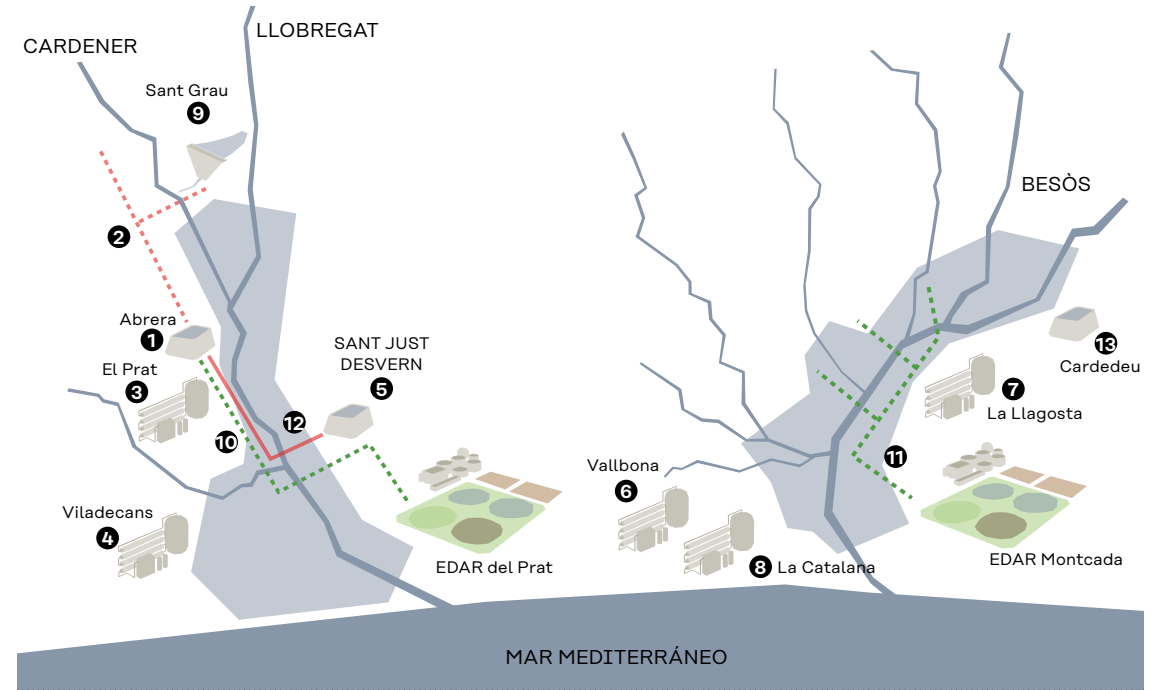 CARDENER
LLOBREGAT
Sant Grau
9
2
Abrera
1
El Prat
3
SANT JUST
DESVERN
5
12
10
Viladecans
4
EDAR del Prat
BESÒS
13
Cardedeu
7
La Llagosta
11
Vallbona
6
8 La Catalana
EDAR Montcada
MAR MEDITERRÁNEO